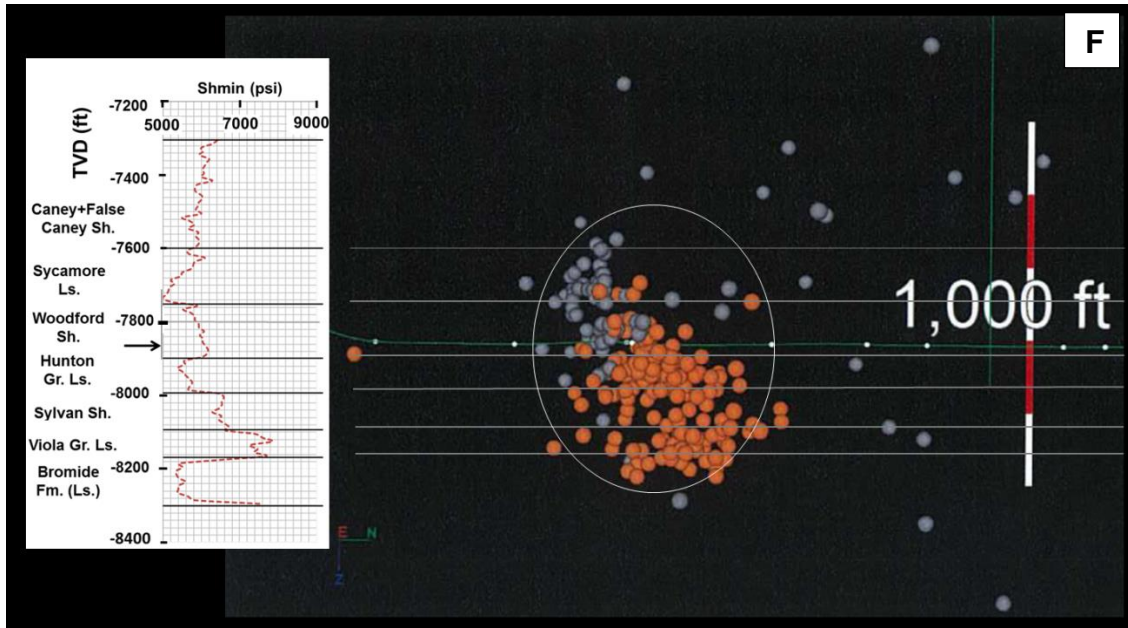 F
Shmin (psi)
5000 7000 9000
TVD (ft)
-7200
-7400
Caney+False
Caney Sh.
-7600
Sycamore
Ls.
Woodford
Sh.
-7800
Hunton
Gr. Ls.
-8000
Sylvan Sh.
Viola Gr. Ls.
-8200
Bromide
Fm. (Ls.)
-8400
1,000 ft
E N
Z